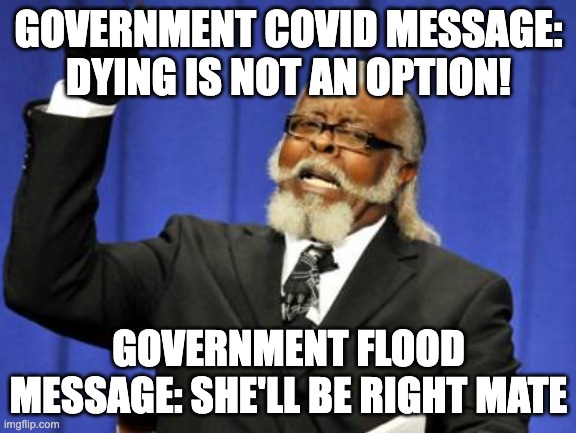 GOVERNMENT COVID MESSAGE:
DYING IS NOT AN OPTION!
GOVERNMENT FLOOD
MESSAGE: SHE'LL BE RIGHT MATE
imgflip.com